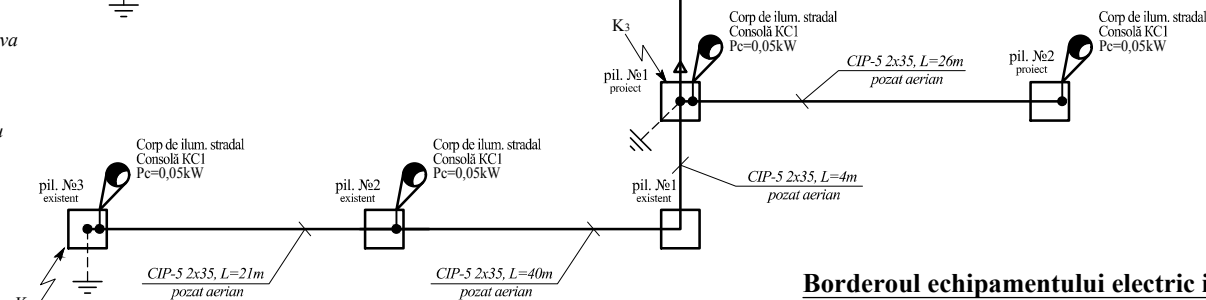 va
K3
Corp de ilum. stradal
Consolă KC1
Pc=0,05kW
pil. №1
proiect
CIP-5 2x35, L=26m
pozat aerian
pil. №2
proiect
Corp de ilum. stradal
Consolă KC1
Pc=0,05kW
Corp de ilum. stradal
Consolă KC1
Pc=0,05kW
pil. №3
existent
Corp de ilum. stradal
Consolă KC1
Pc=0,05kW
pil. №2
existent
pil. №1
existent
CIP-5 2x35, L=4m
pozat aerian
CIP-5 2x35, L=21m
pozat aerian
CIP-5 2x35, L=40m
pozat aerian
K
Borderoul echipamentului electric i